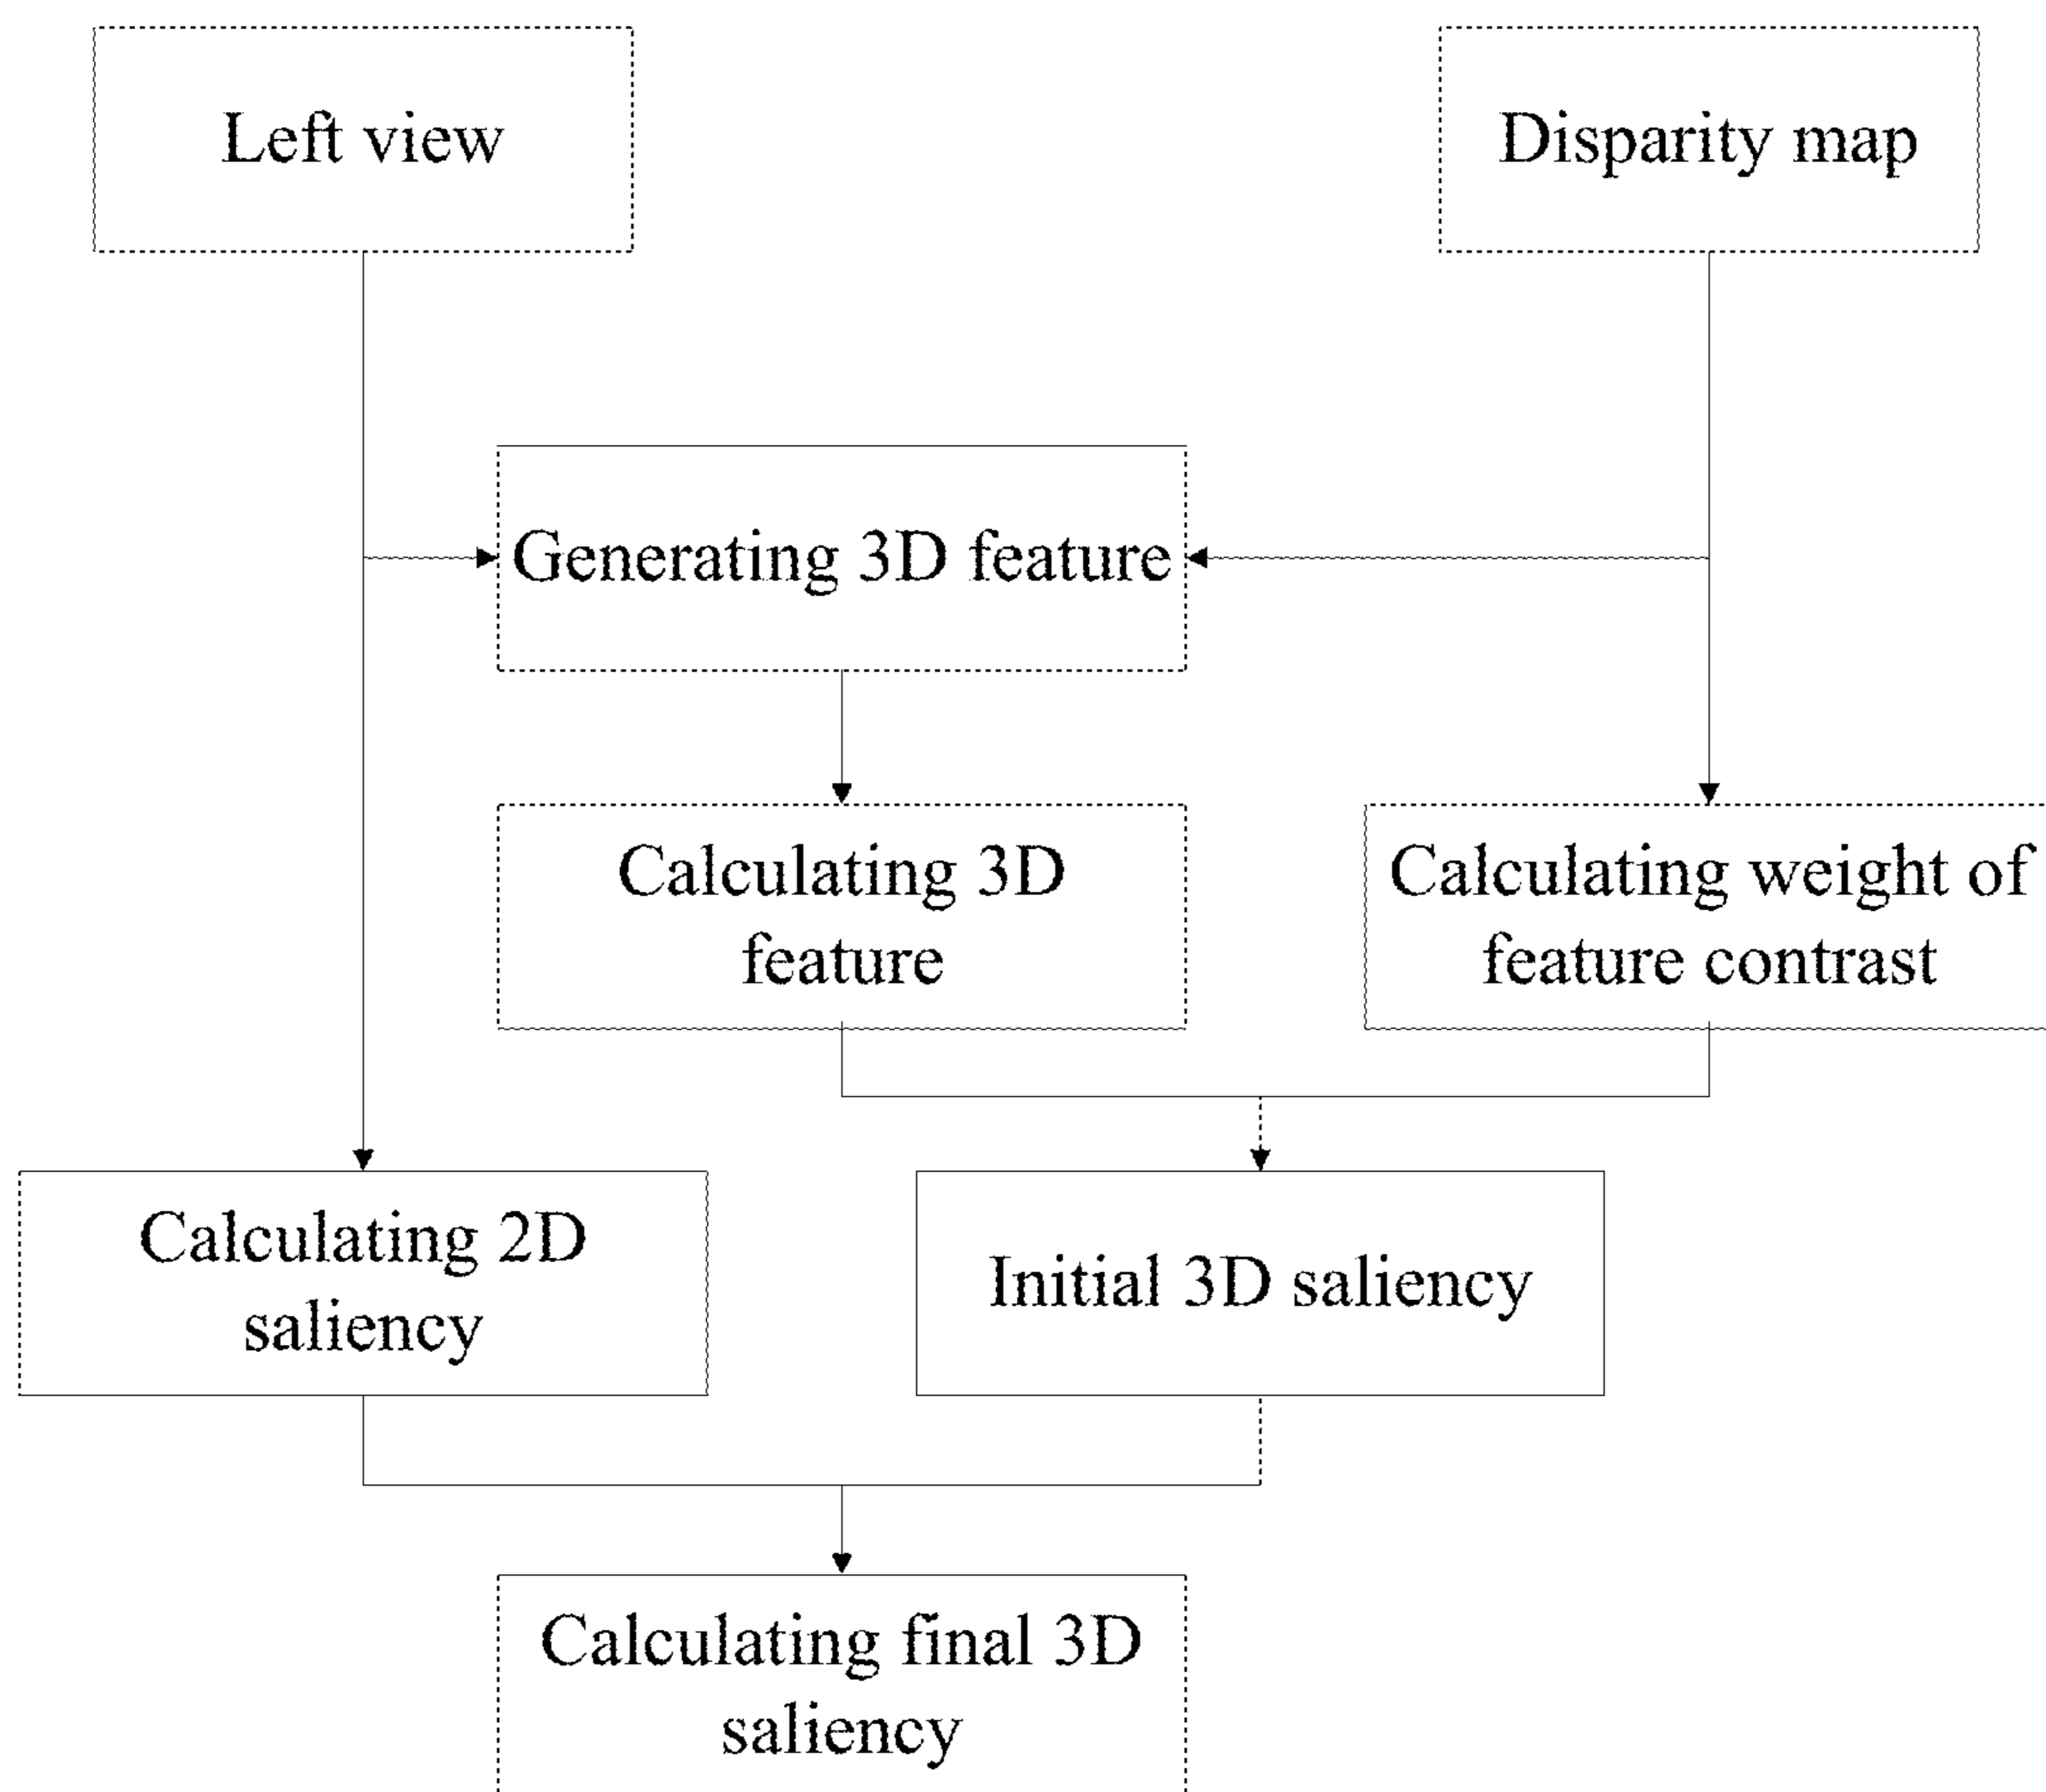 Left view
Disparity map
Generating 3D feature
Calculating 3D
feature
Calculating weight of
feature contrast
Calculating 2D
saliency
Initial 3D saliency
Calculating final 3D
saliency